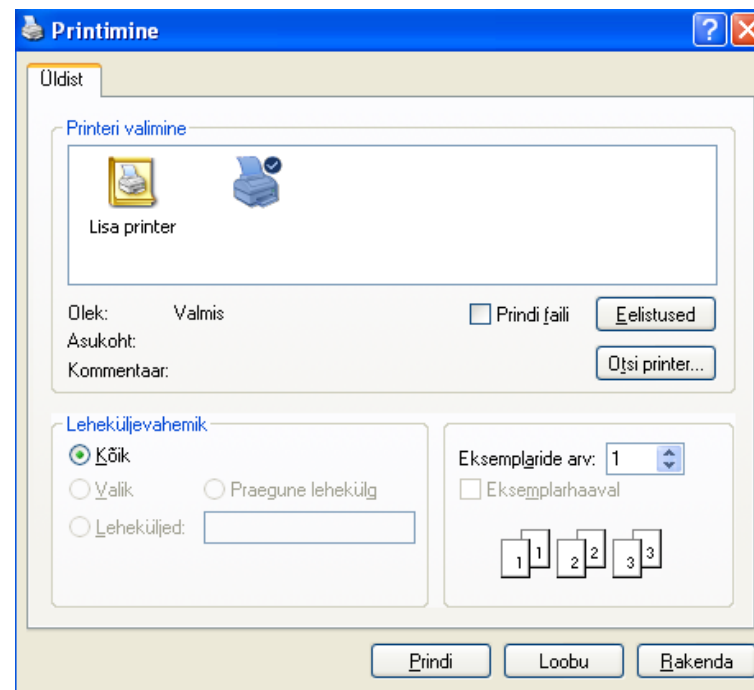 Printimine
Üldist
Printeri valimine
Lisa printer
Olek: Valmis
Prindi faili
Eelistused
Asukoht:
Kommentaar:
Otsi printer...
Leheküljevahemik
Kõik
Valik
Praegune lehekülg
Leheküljed:
Eksemplaride arv: 1
Eksemplarhaaval
1 1 2 2 3 3
Prindi Loobu Rakenda